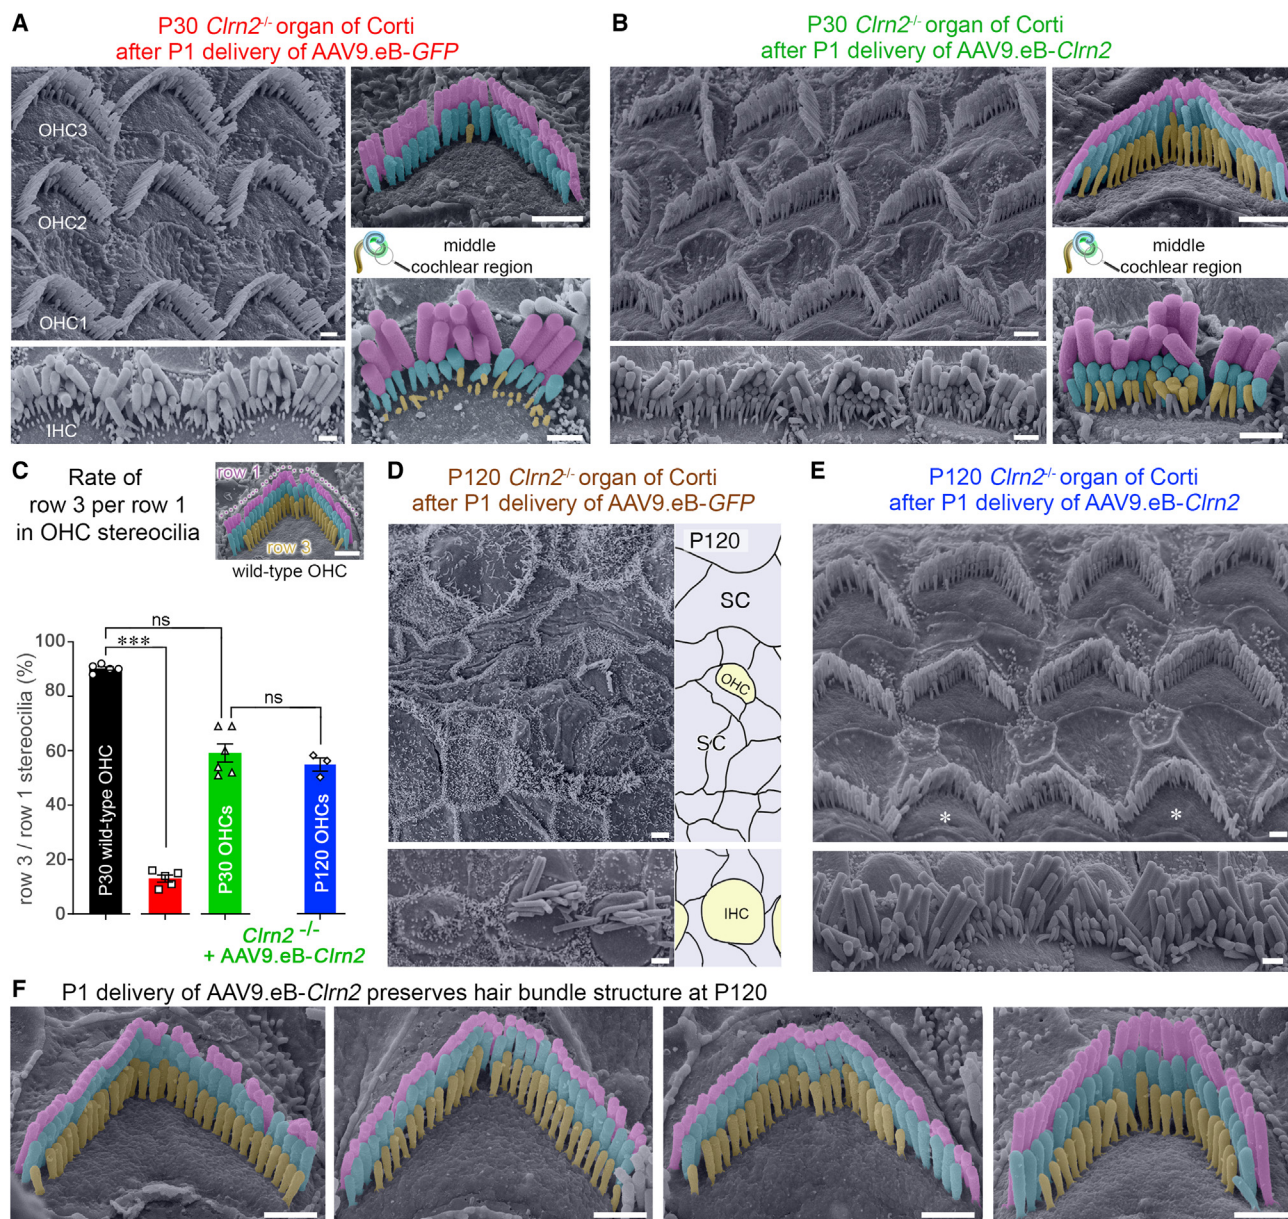 A
P30 Clrn2-/- organ of Corti
after P1 delivery of AAV9.eB-GFP
OHC3
OHC2
OHC1
IHC
middle
cochlear region
B
P30 Clrn2-/- organ of Corti
after P1 delivery of AAV9.eB-Clrn2
middle
cochlear region
C
Rate of
row 3 per row 1
in OHC stereocilia
row 1
row 3
wild-type OHC
row 3 / row 1 stereocilia (%)
100
80
60
40
20
0
ns
***
ns
P30 wild-type OHC
P30 OHCs
P120 OHCs
Clrn2 -/-
+ AAV9.eB-Clrn2
D
P120 Clrn2-/- organ of Corti
after P1 delivery of AAV9.eB-GFP
P120
SC
OHC
SC
IHC
E
P120 Clrn2-/- organ of Corti
after P1 delivery of AAV9.eB-Clrn2
* *
F
P1 delivery of AAV9.eB-Clrn2 preserves hair bundle structure at P120